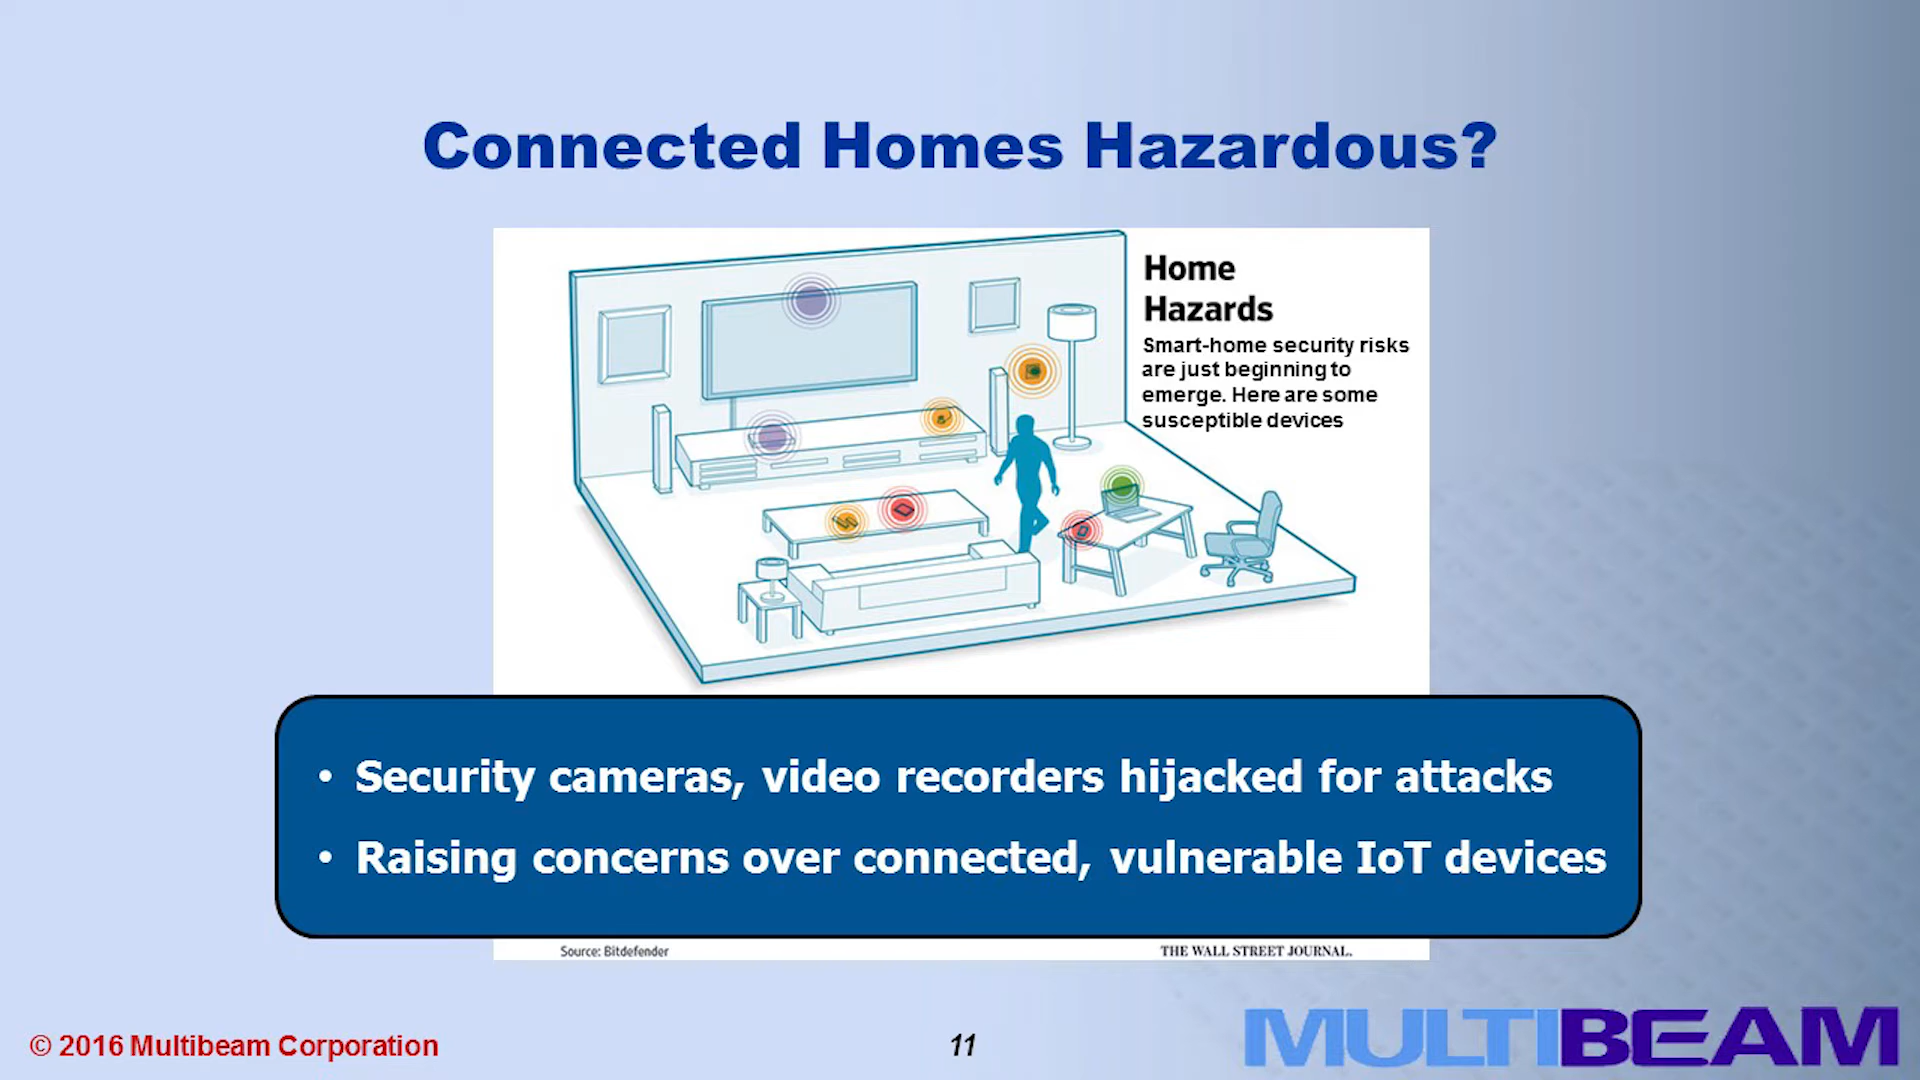 Connected Homes Hazardous?
Home
Hazards
Smart-home security risks
are just beginning to
emerge. Here are some
susceptible devices
• Security cameras, video recorders hijacked for attacks
• Raising concerns over connected, vulnerable IoT devices
Source: Bitdefender
THE WALL STREET JOURNAL.
© 2016 Multibeam Corporation
11
MULTIBEAM